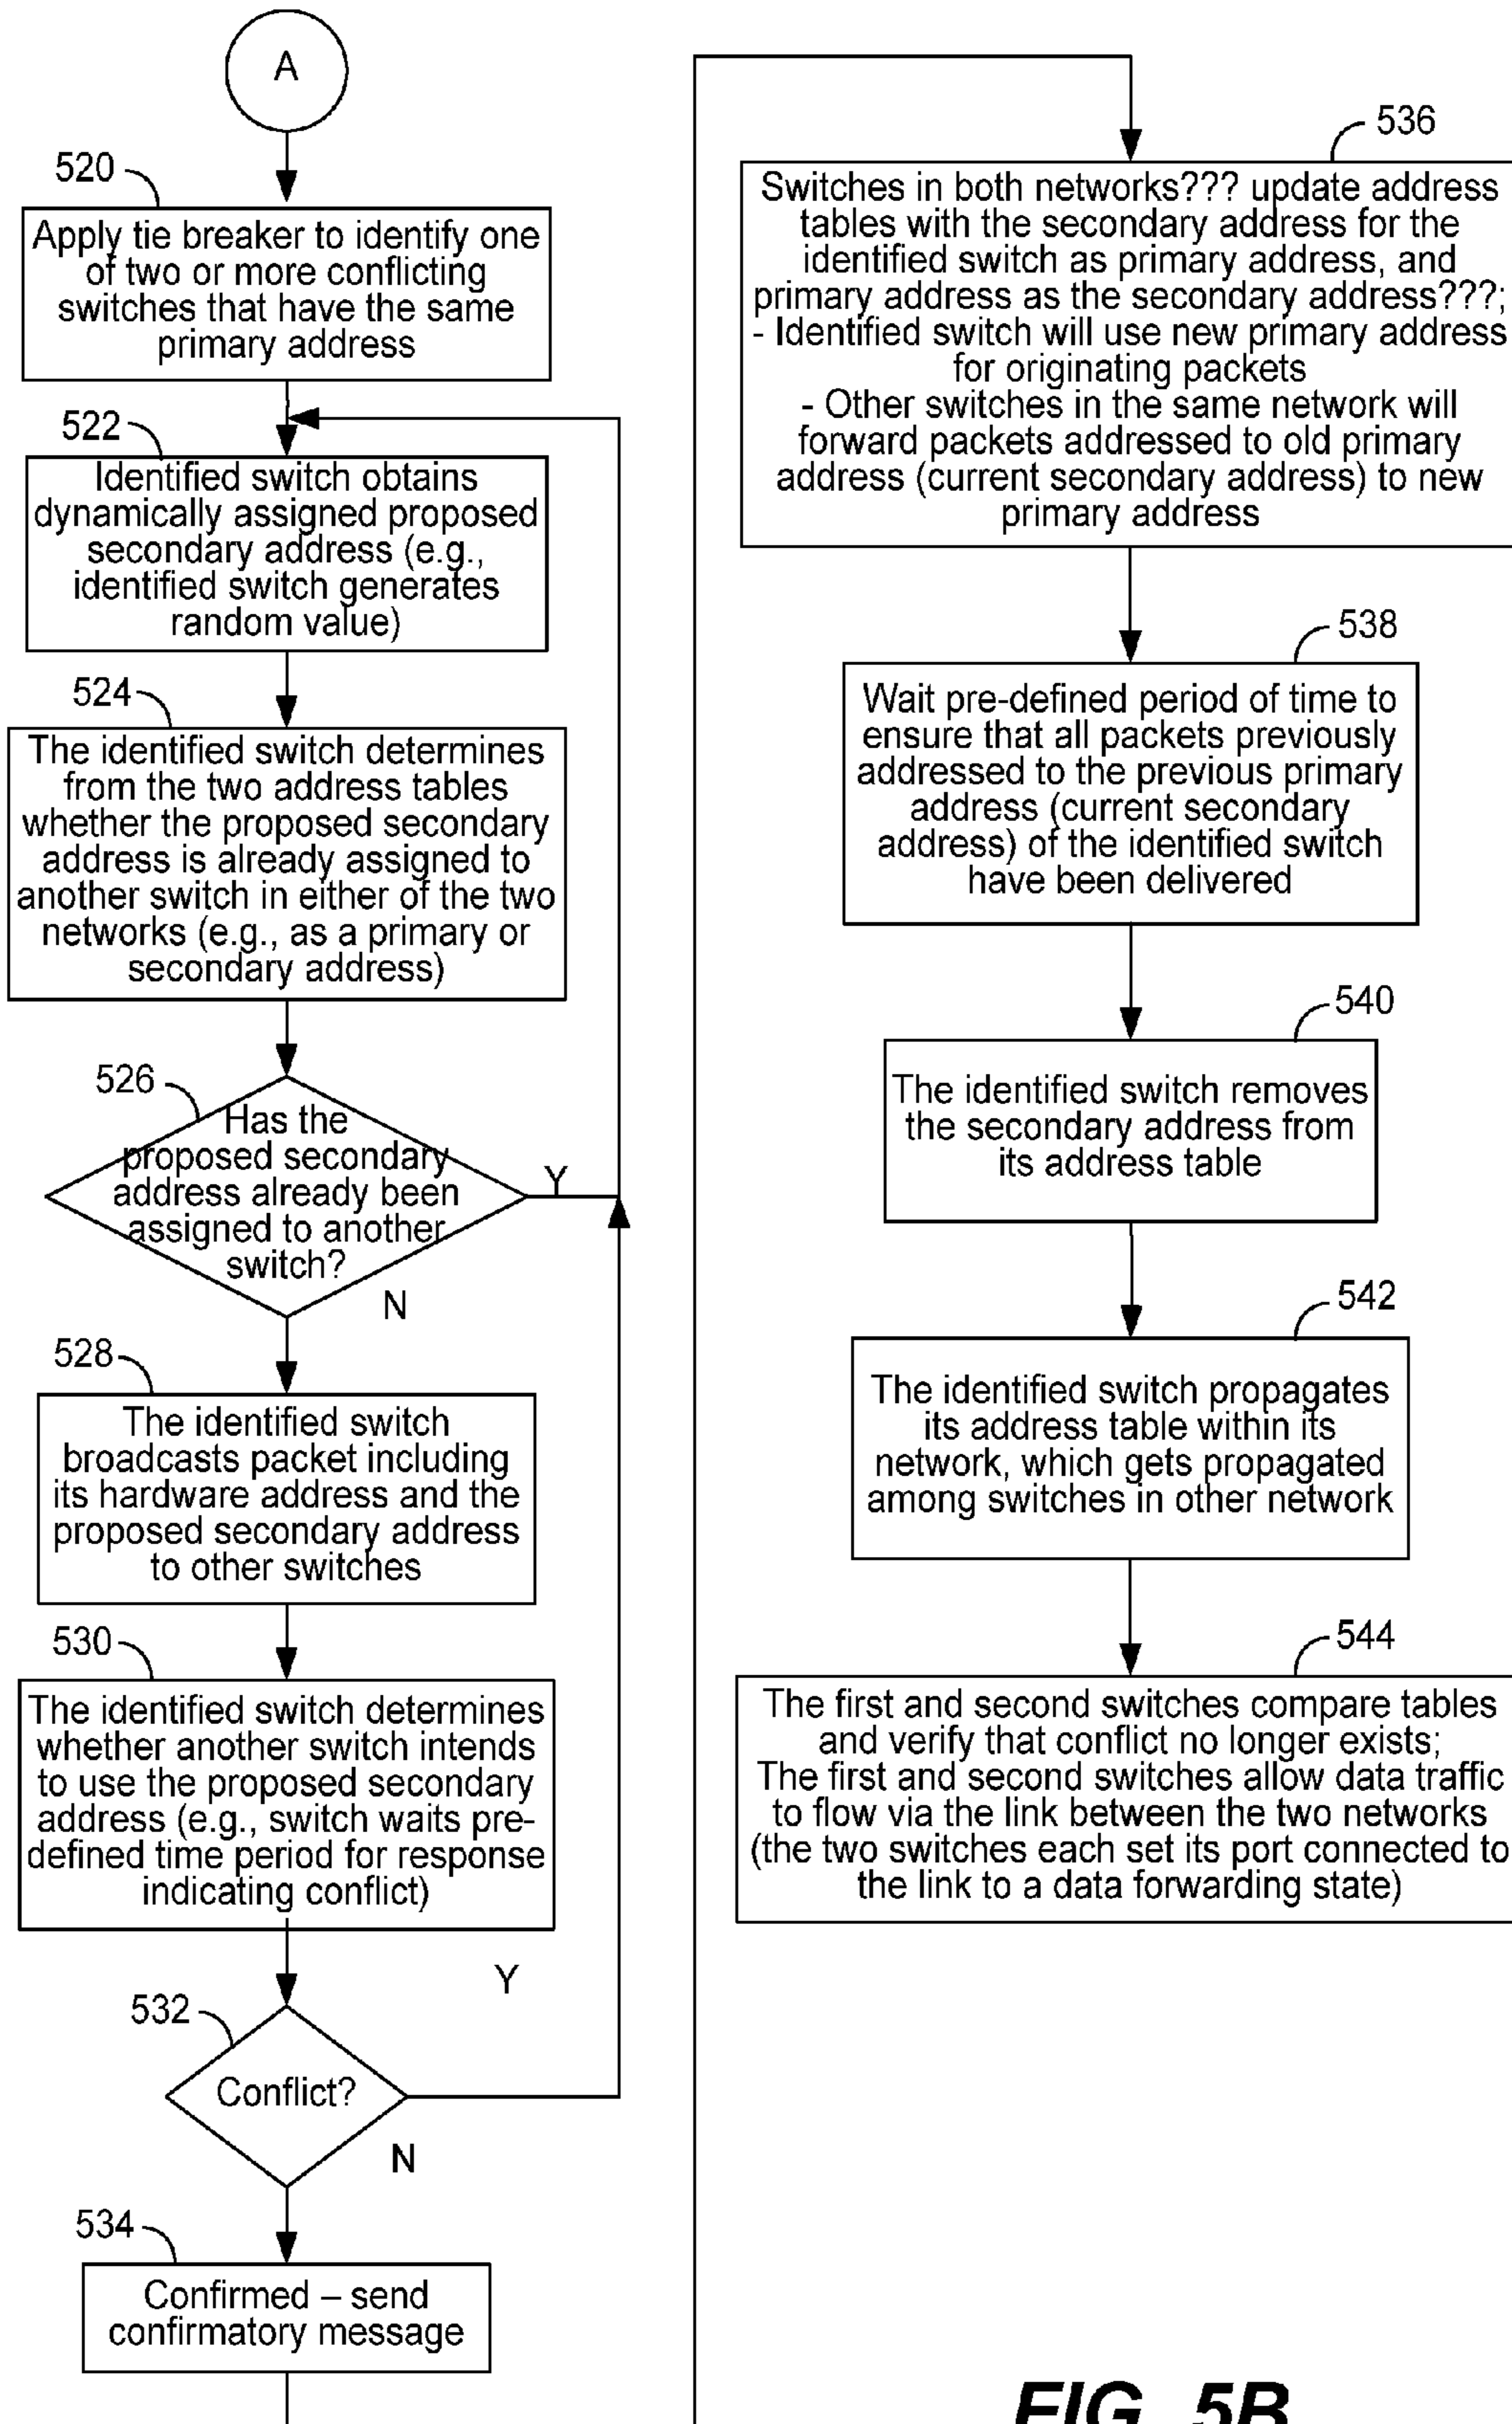 A
520
Apply tie breaker to identify one
of two or more conflicting
switches that have the same
primary address
522
Identified switch obtains
dynamically assigned proposed
secondary address (e.g.,
identified switch generates
random value)
524
The identified switch determines
from the two address tables
whether the proposed secondary
address is already assigned to
another switch in either of the two
networks (e.g., as a primary or
secondary address)
526
Has the
proposed secondary
address already been
assigned to another
switch?
Y
N
528
The identified switch
broadcasts packet including
its hardware address and the
proposed secondary address
to other switches
530
The identified switch determines
whether another switch intends
to use the proposed secondary
address (e.g., switch waits pre-
defined time period for response
indicating conflict)
Y
532
Conflict?
N
534
Confirmed – send
confirmatory message
536
Switches in both networks??? update address
tables with the secondary address for the
identified switch as primary address, and
primary address as the secondary address???;
- Identified switch will use new primary address
for originating packets
- Other switches in the same network will
forward packets addressed to old primary
address (current secondary address) to new
primary address
538
Wait pre-defined period of time to
ensure that all packets previously
addressed to the previous primary
address (current secondary
address) of the identified switch
have been delivered
540
The identified switch removes
the secondary address from
its address table
542
The identified switch propagates
its address table within its
network, which gets propagated
among switches in other network
544
The first and second switches compare tables
and verify that conflict no longer exists;
The first and second switches allow data traffic
to flow via the link between the two networks
(the two switches each set its port connected to
the link to a data forwarding state)
FIG. 5B